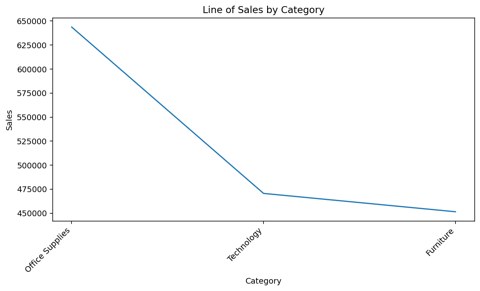 Line of Sales by Category
650000
625000
600000
575000
550000
525000
500000
475000
450000
Sales
Office Supplies
Technology
Furniture
Category